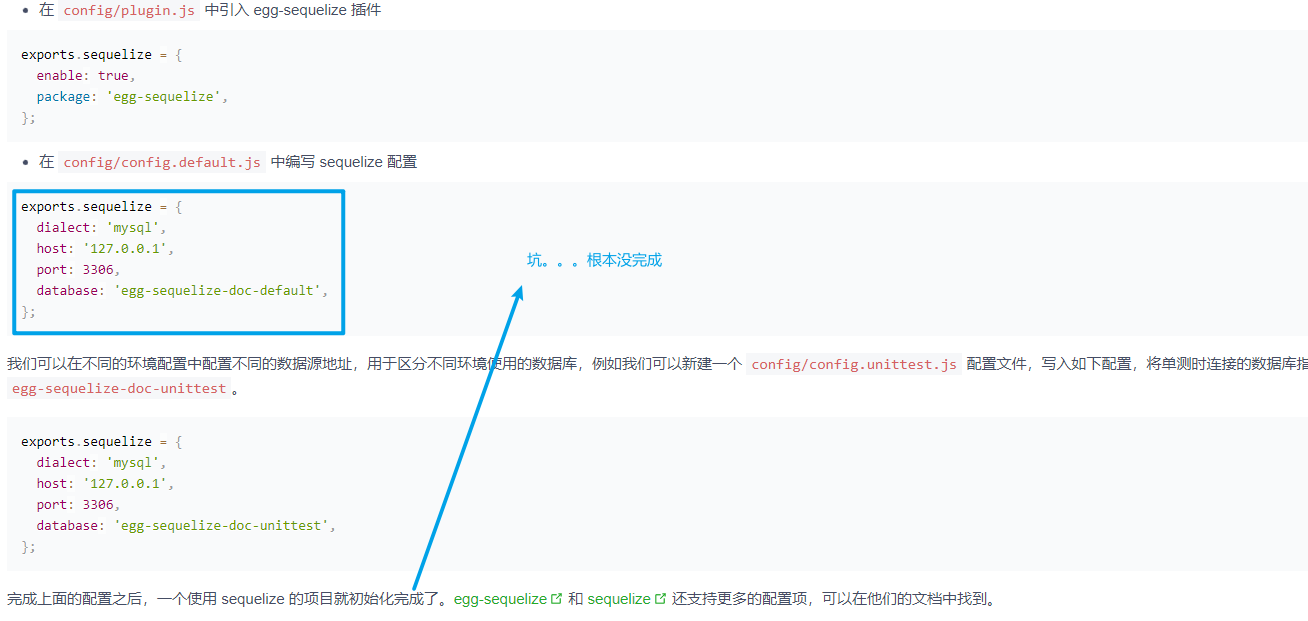 在 config/plugin.js 中引入 egg-sequelize 插件
exports.sequelize = {
  enable: true,
  package: 'egg-sequelize',
};
在 config/config.default.js 中编写 sequelize 配置
exports.sequelize = {
  dialect: 'mysql',
  host: '127.0.0.1',
  port: 3306,
  database: 'egg-sequelize-doc-default',
};
坑。。。根本没完成
我们可以在不同的环境配置中配置不同的数据源地址，用于区分不同环境使用的数据库，例如我们可以新建一个 config/config.unittest.js 配置文件，写入如下配置，将单测时连接的数据库指
egg-sequelize-doc-unittest 。
exports.sequelize = {
  dialect: 'mysql',
  host: '127.0.0.1',
  port: 3306,
  database: 'egg-sequelize-doc-unittest',
};
完成上面的配置之后，一个使用 sequelize 的项目就初始化完成了。egg-sequelize 和 sequelize 还支持更多的配置项，可以在他们的文档中找到。